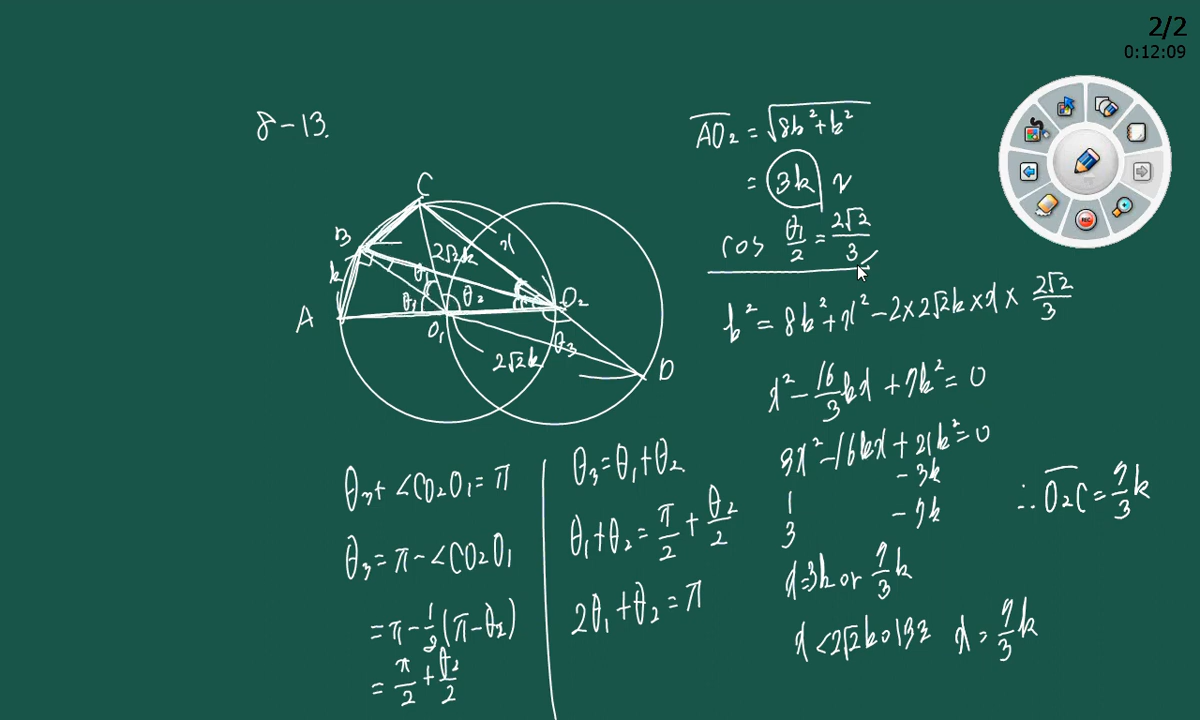 2/2
0:12:09
8-13.
A
B
C
D
O₁
O₂
k
2√2k
x
θ₁
θ₂
θ₃
θ₃
2√2k
θ₃ + ∠CO₂O₁ = π
θ₃ = π - ∠CO₂O₁
= π - 1/2(π - θ₂)
= π/2 + θ₂/2
θ₃ = θ₁ + θ₂
θ₁ + θ₂ = π/2 + θ₂/2
2θ₁ + θ₂ = π
AO₂ = √8k² + k²
= 3k
cos θ₁/2 = 2√2/3
k² = 8k² + x² - 2 × 2√2k × x × 2√2/3
x² - 16/3 kx + 7k² = 0
3x² - 16kx + 21k² = 0
1 -3k
3 -7k
x = 3k or 7/3 k
x < 2√2k 이므로 x = 7/3 k
∴ O₂C = 7/3 k
REC